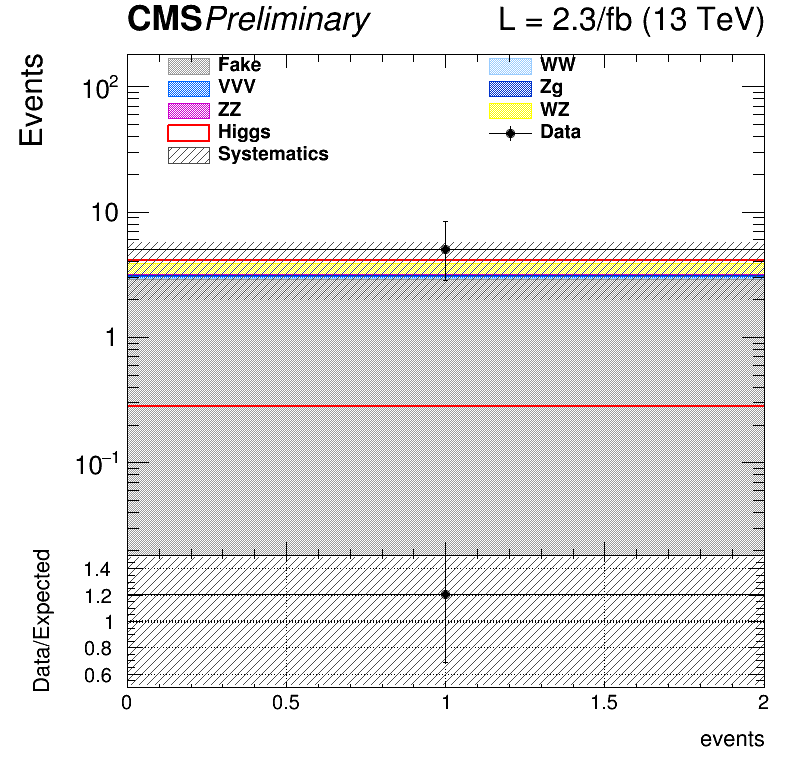 CMS Preliminary L = 2.3/fb (13 TeV)
Events
Fake WW
VVV Zg
ZZ WZ
Higgs Data
Systematics
10²
10
1
10⁻¹
Data/Expected
1.4
1.2
1
0.8
0.6
0 0.5 1 1.5 2
events